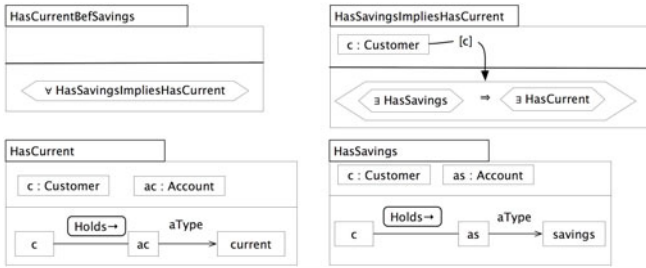 HasCurrentBefSavings
∀ HasSavingsImpliesHasCurrent
HasSavingsImpliesHasCurrent
c : Customer
[c]
∃ HasSavings ⇒ ∃ HasCurrent
HasCurrent
c : Customer ac : Account
Holds→ aType
c ac current
HasSavings
c : Customer as : Account
Holds→ aType
c as savings